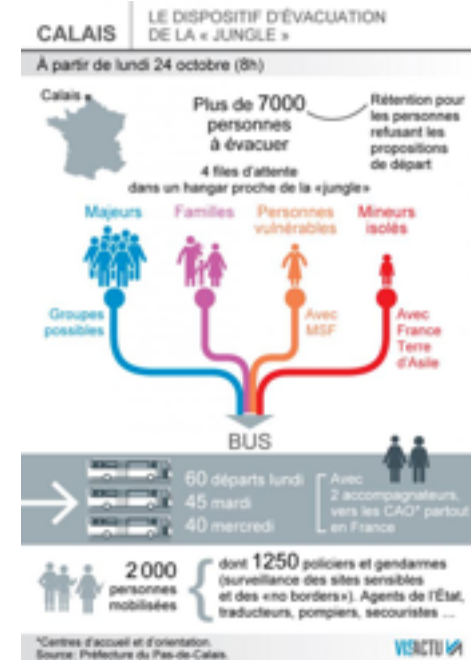 CALAIS
LE DISPOSITIF D'ÉVACUATION
DE LA « JUNGLE »
À partir de lundi 24 octobre (8h)
Calais
Plus de 7000
personnes
à évacuer
Rétention pour
les personnes
refusant les
propositions
de départ
4 files d'attente
dans un hangar proche de la «jungle»
Majeurs
Familles
Personnes
vulnérables
Mineurs
isolés
Groupes
possibles
Avec
MSF
Avec
France
Terre
d'Asile
BUS
60 départs lundi
45 mardi
40 mercredi
Avec
2 accompagnateurs,
vers les CAO* partout
en France
2 000
personnes
mobilisées
dont 1250 policiers et gendarmes
(surveillance des sites sensibles
et des «no borders»). Agents de l'État,
traducteurs, pompiers, secouristes ...
*Centres d'accueil et d'orientation.
Source: Préfecture du Pas-de-Calais.
VISACTU